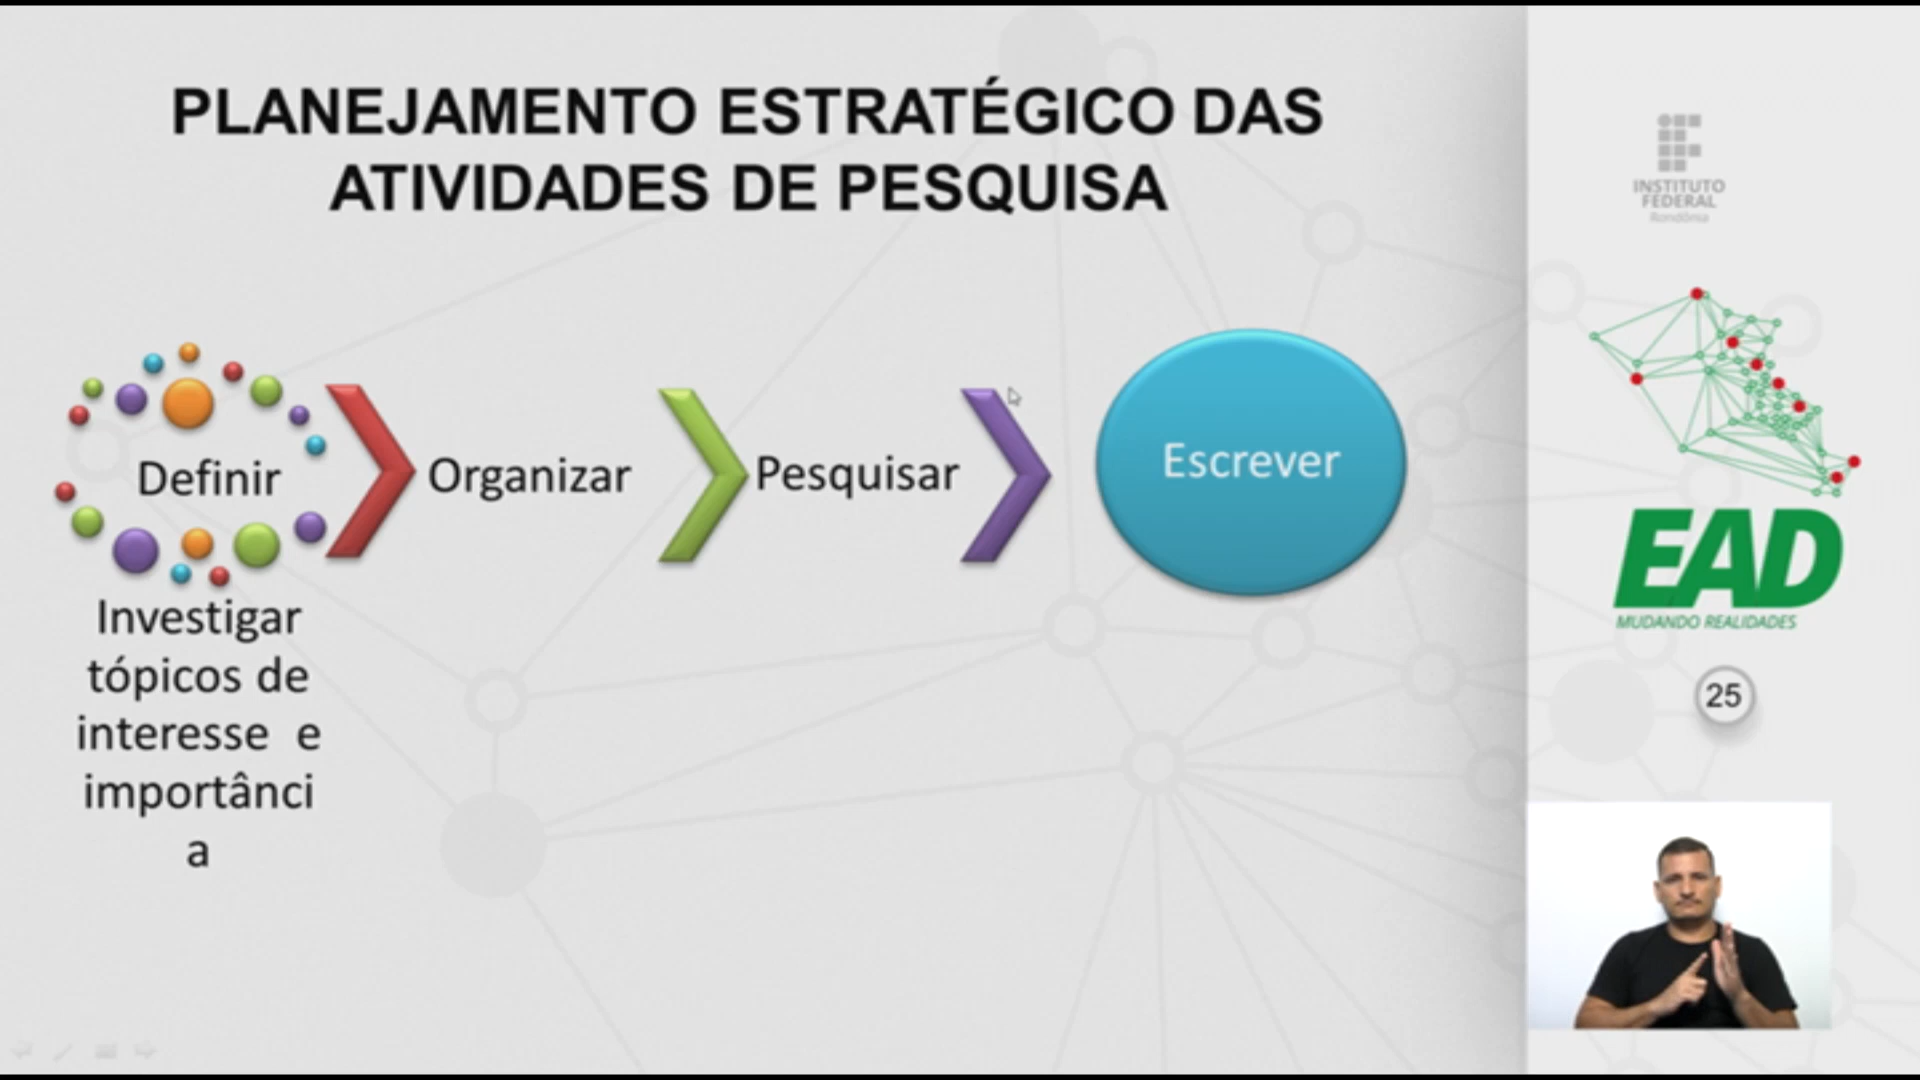 PLANEJAMENTO ESTRATÉGICO DAS
ATIVIDADES DE PESQUISA
Definir
Organizar
Pesquisar
Escrever
Investigar
tópicos de
interesse e
importânci
a
INSTITUTO
FEDERAL
Rondônia
EAD
MUDANDO REALIDADES
25